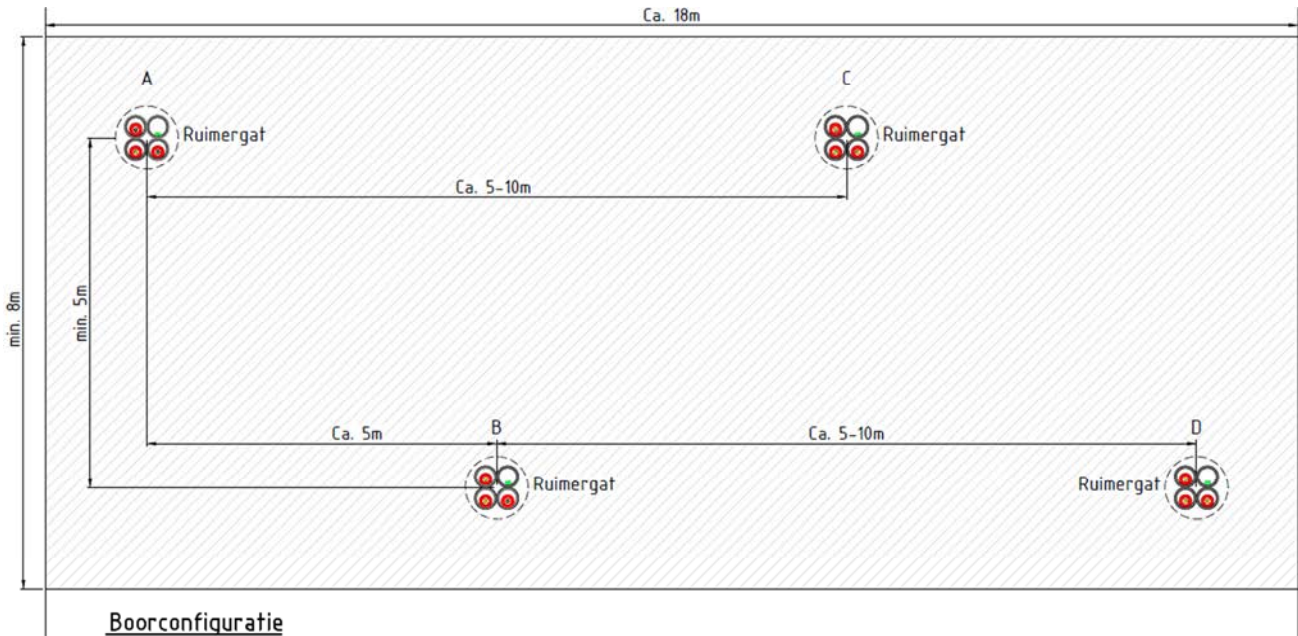 Ca. 18m
A
C
Ruimergat
Ruimergat
Ca. 5-10m
min. 8m
min. 5m
Ca. 5m
B
Ca. 5-10m
D
Ruimergat
Ruimergat
Boorconfiguratie